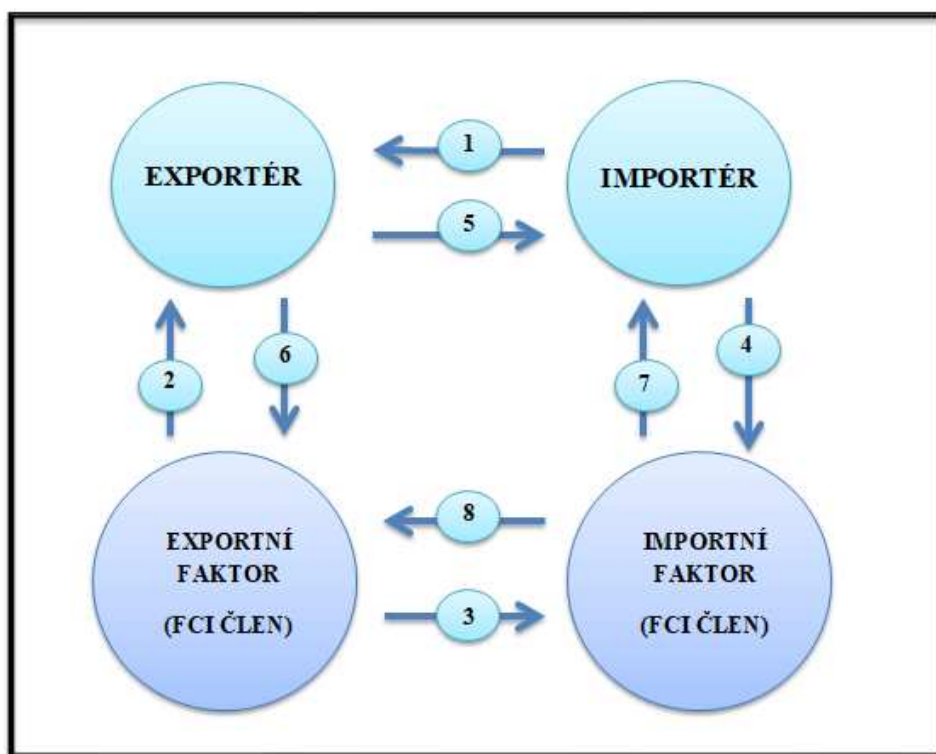 EXPORTÉR
1
IMPORTÉR
5
2
6
7
4
EXPORTNÍ
FAKTOR
(FCI ČLEN)
8
3
IMPORTNÍ
FAKTOR
(FCI ČLEN)